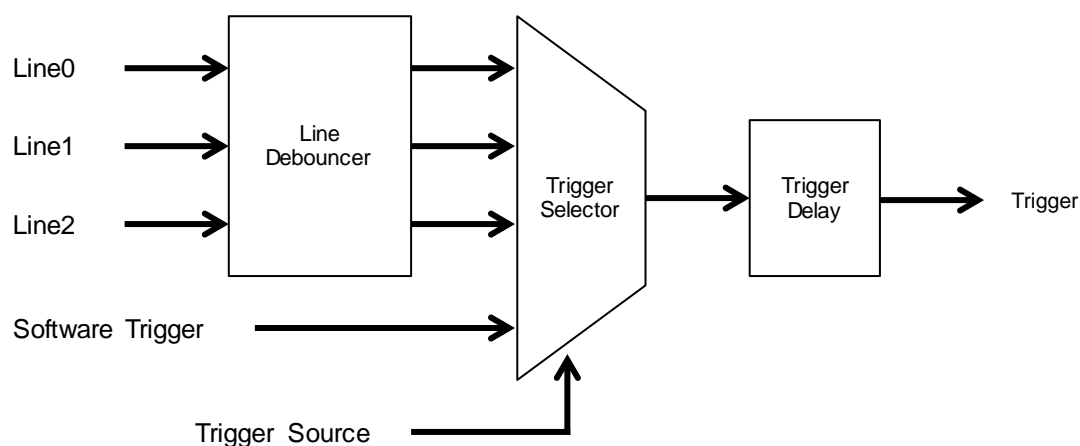 Line0
Line1
Line2
Line
Debouncer
Trigger
Selector
Trigger
Delay
Trigger
Software Trigger
Trigger Source